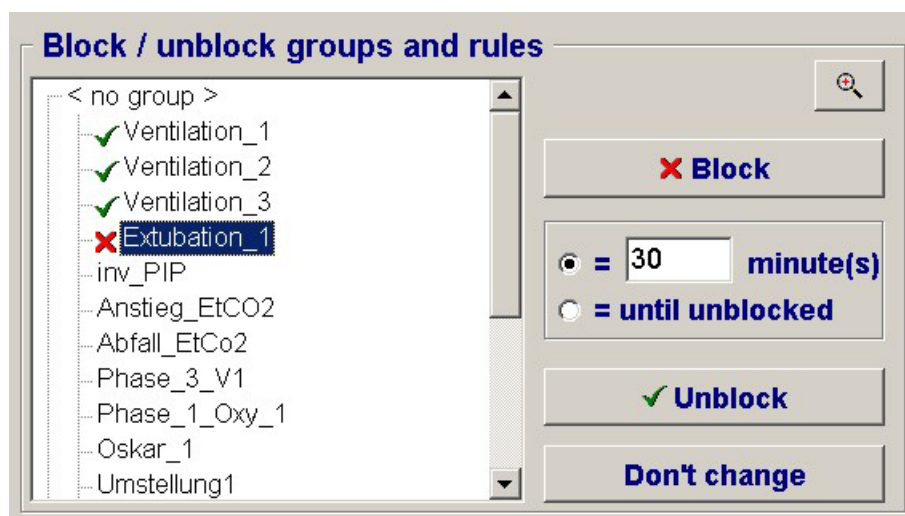 Block / unblock groups and rules
< no group >
Ventilation_1
Ventilation_2
Ventilation_3
Extubation_1
inv_PIP
Anstieg_EtCO2
Abfall_EtCo2
Phase_3_V1
Phase_1_Oxy_1
Oskar_1
Umstellung1
Block
= 30 minute(s)
= until unblocked
Unblock
Don't change